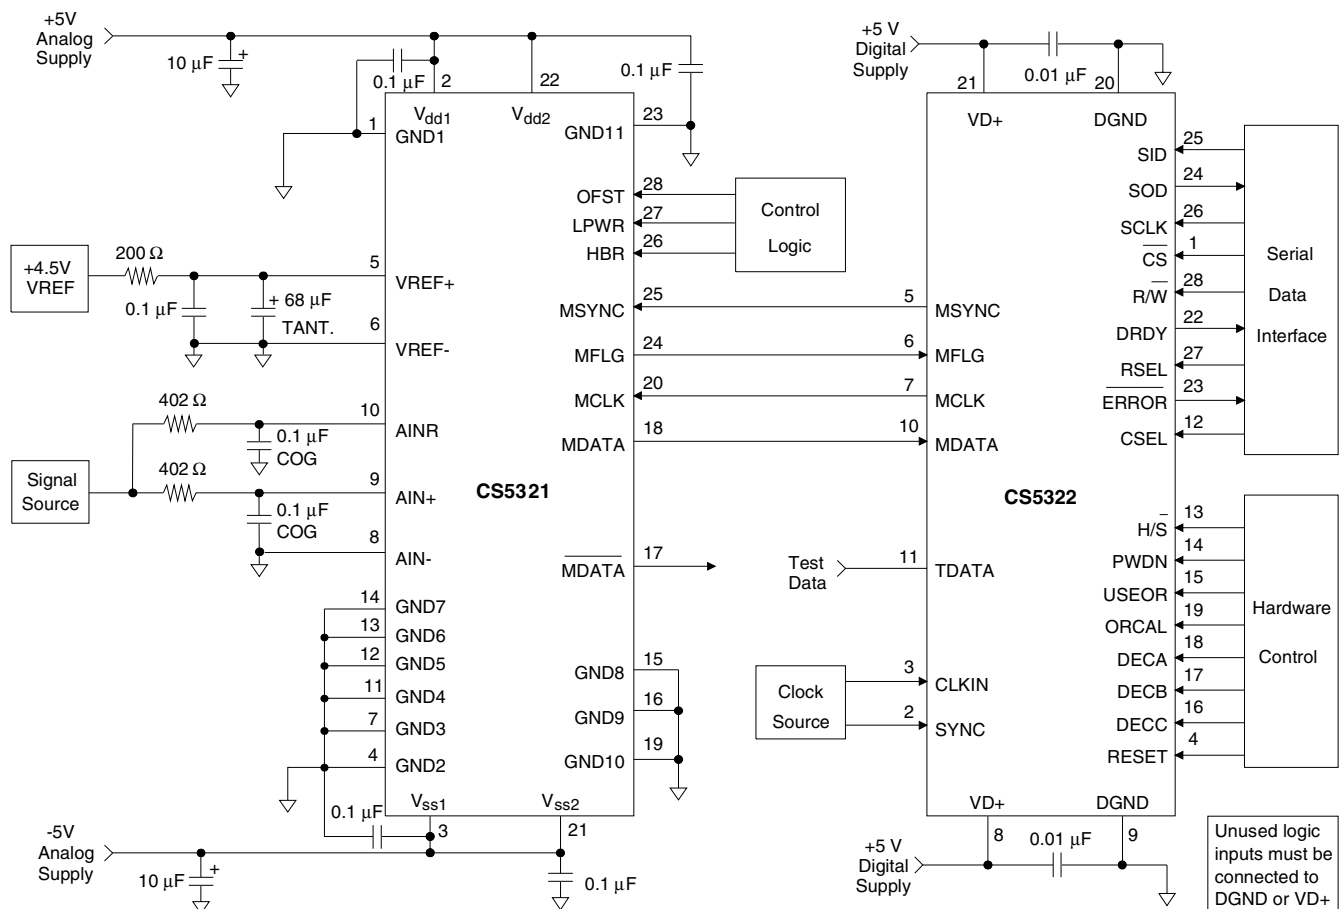 +5V
Analog
Supply
10 µF
+
0.1 µF
2
22
0.1 µF
Vdd1
Vdd2
1
GND1
23
GND11
28
OFST
27
LPWR
26
HBR
Control
Logic
+4.5V
VREF
200 Ω
5
VREF+
0.1 µF
+ 68 µF
TANT.
6
VREF-
25
MSYNC
24
MFLG
20
MCLK
18
MDATA
402 Ω
10
AINR
0.1 µF
COG
Signal
Source
402 Ω
9
AIN+
0.1 µF
COG
8
AIN-
CS5321
17
MDATA
14
GND7
13
GND6
12
GND5
11
GND4
7
GND3
4
GND2
15
GND8
16
GND9
19
GND10
Vss1
Vss2
0.1 µF
3
21
-5V
Analog
Supply
10 µF
+
0.1 µF
+5 V
Digital
Supply
21
0.01 µF
20
VD+
DGND
5
MSYNC
6
MFLG
7
MCLK
10
MDATA
CS5322
Test
Data
11
TDATA
Clock
Source
3
CLKIN
2
SYNC
25
SID
24
SOD
26
SCLK
1
CS
28
R/W
22
DRDY
27
RSEL
23
ERROR
12
CSEL
Serial
Data
Interface
13
H/S
14
PWDN
15
USEOR
19
ORCAL
18
DECA
17
DECB
16
DECC
4
RESET
Hardware
Control
VD+
DGND
+5 V
Digital
Supply
8
0.01 µF
9
Unused logic
inputs must be
connected to
DGND or VD+